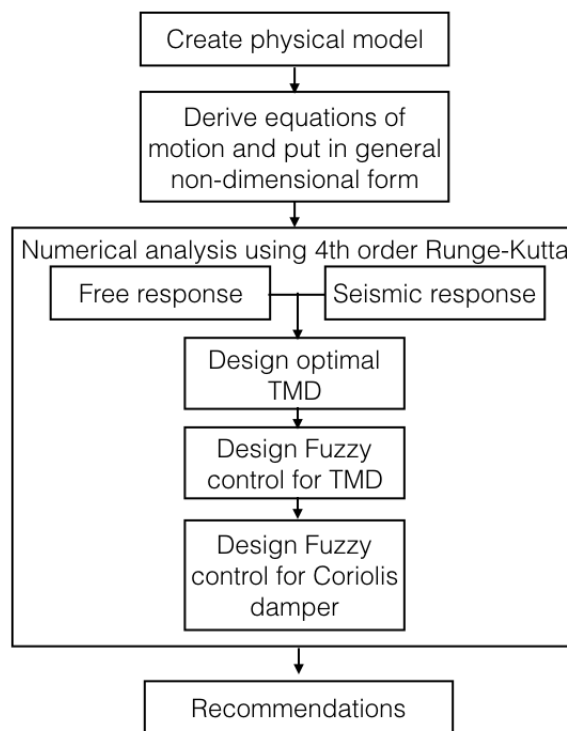 Create physical model
Derive equations of
motion and put in general
non-dimensional form
Numerical analysis using 4th order Runge-Kutta
Free response
Seismic response
Design optimal
TMD
Design Fuzzy
control for TMD
Design Fuzzy
control for Coriolis
damper
Recommendations